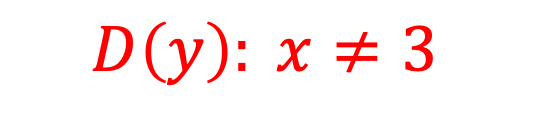 D(y): x ≠ 3